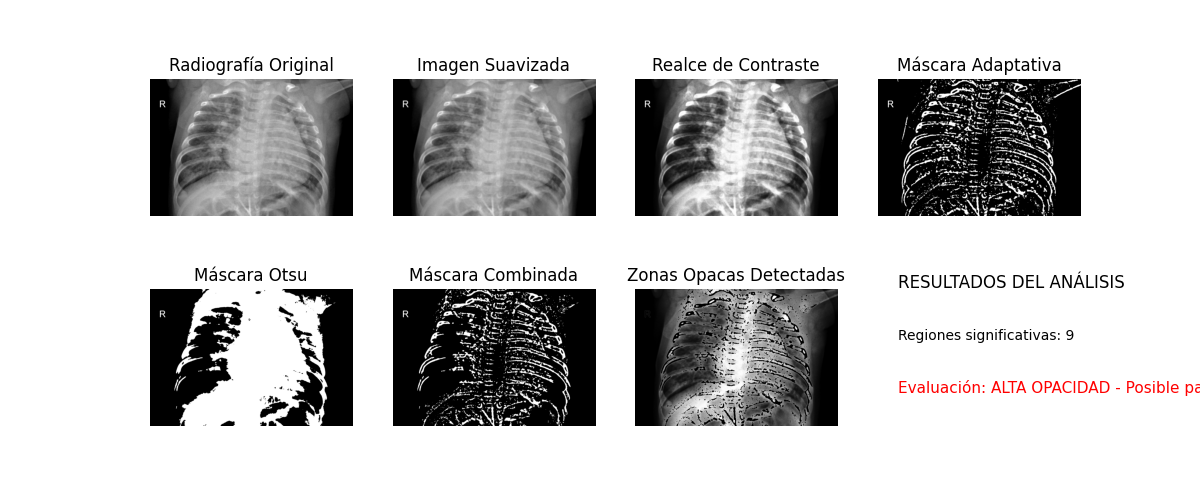 Radiografía Original
Imagen Suavizada
Realce de Contraste
Máscara Adaptativa
R
R
R
R
Máscara Otsu
Máscara Combinada
Zonas Opacas Detectadas
R
R
RESULTADOS DEL ANÁLISIS
Regiones significativas: 9
Evaluación: ALTA OPACIDAD - Posible pa